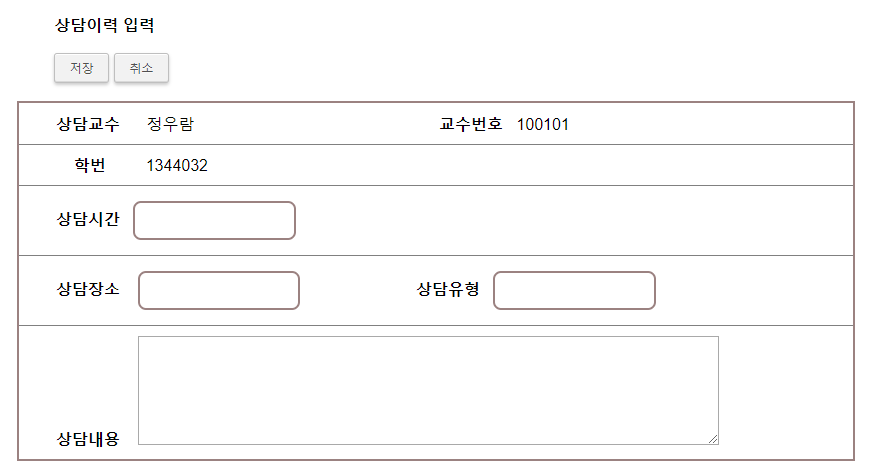 상담이력 입력
저장 취소
상담교수 정우람 교수번호 100101
학번 1344032
상담시간
상담장소 상담유형
상담내용